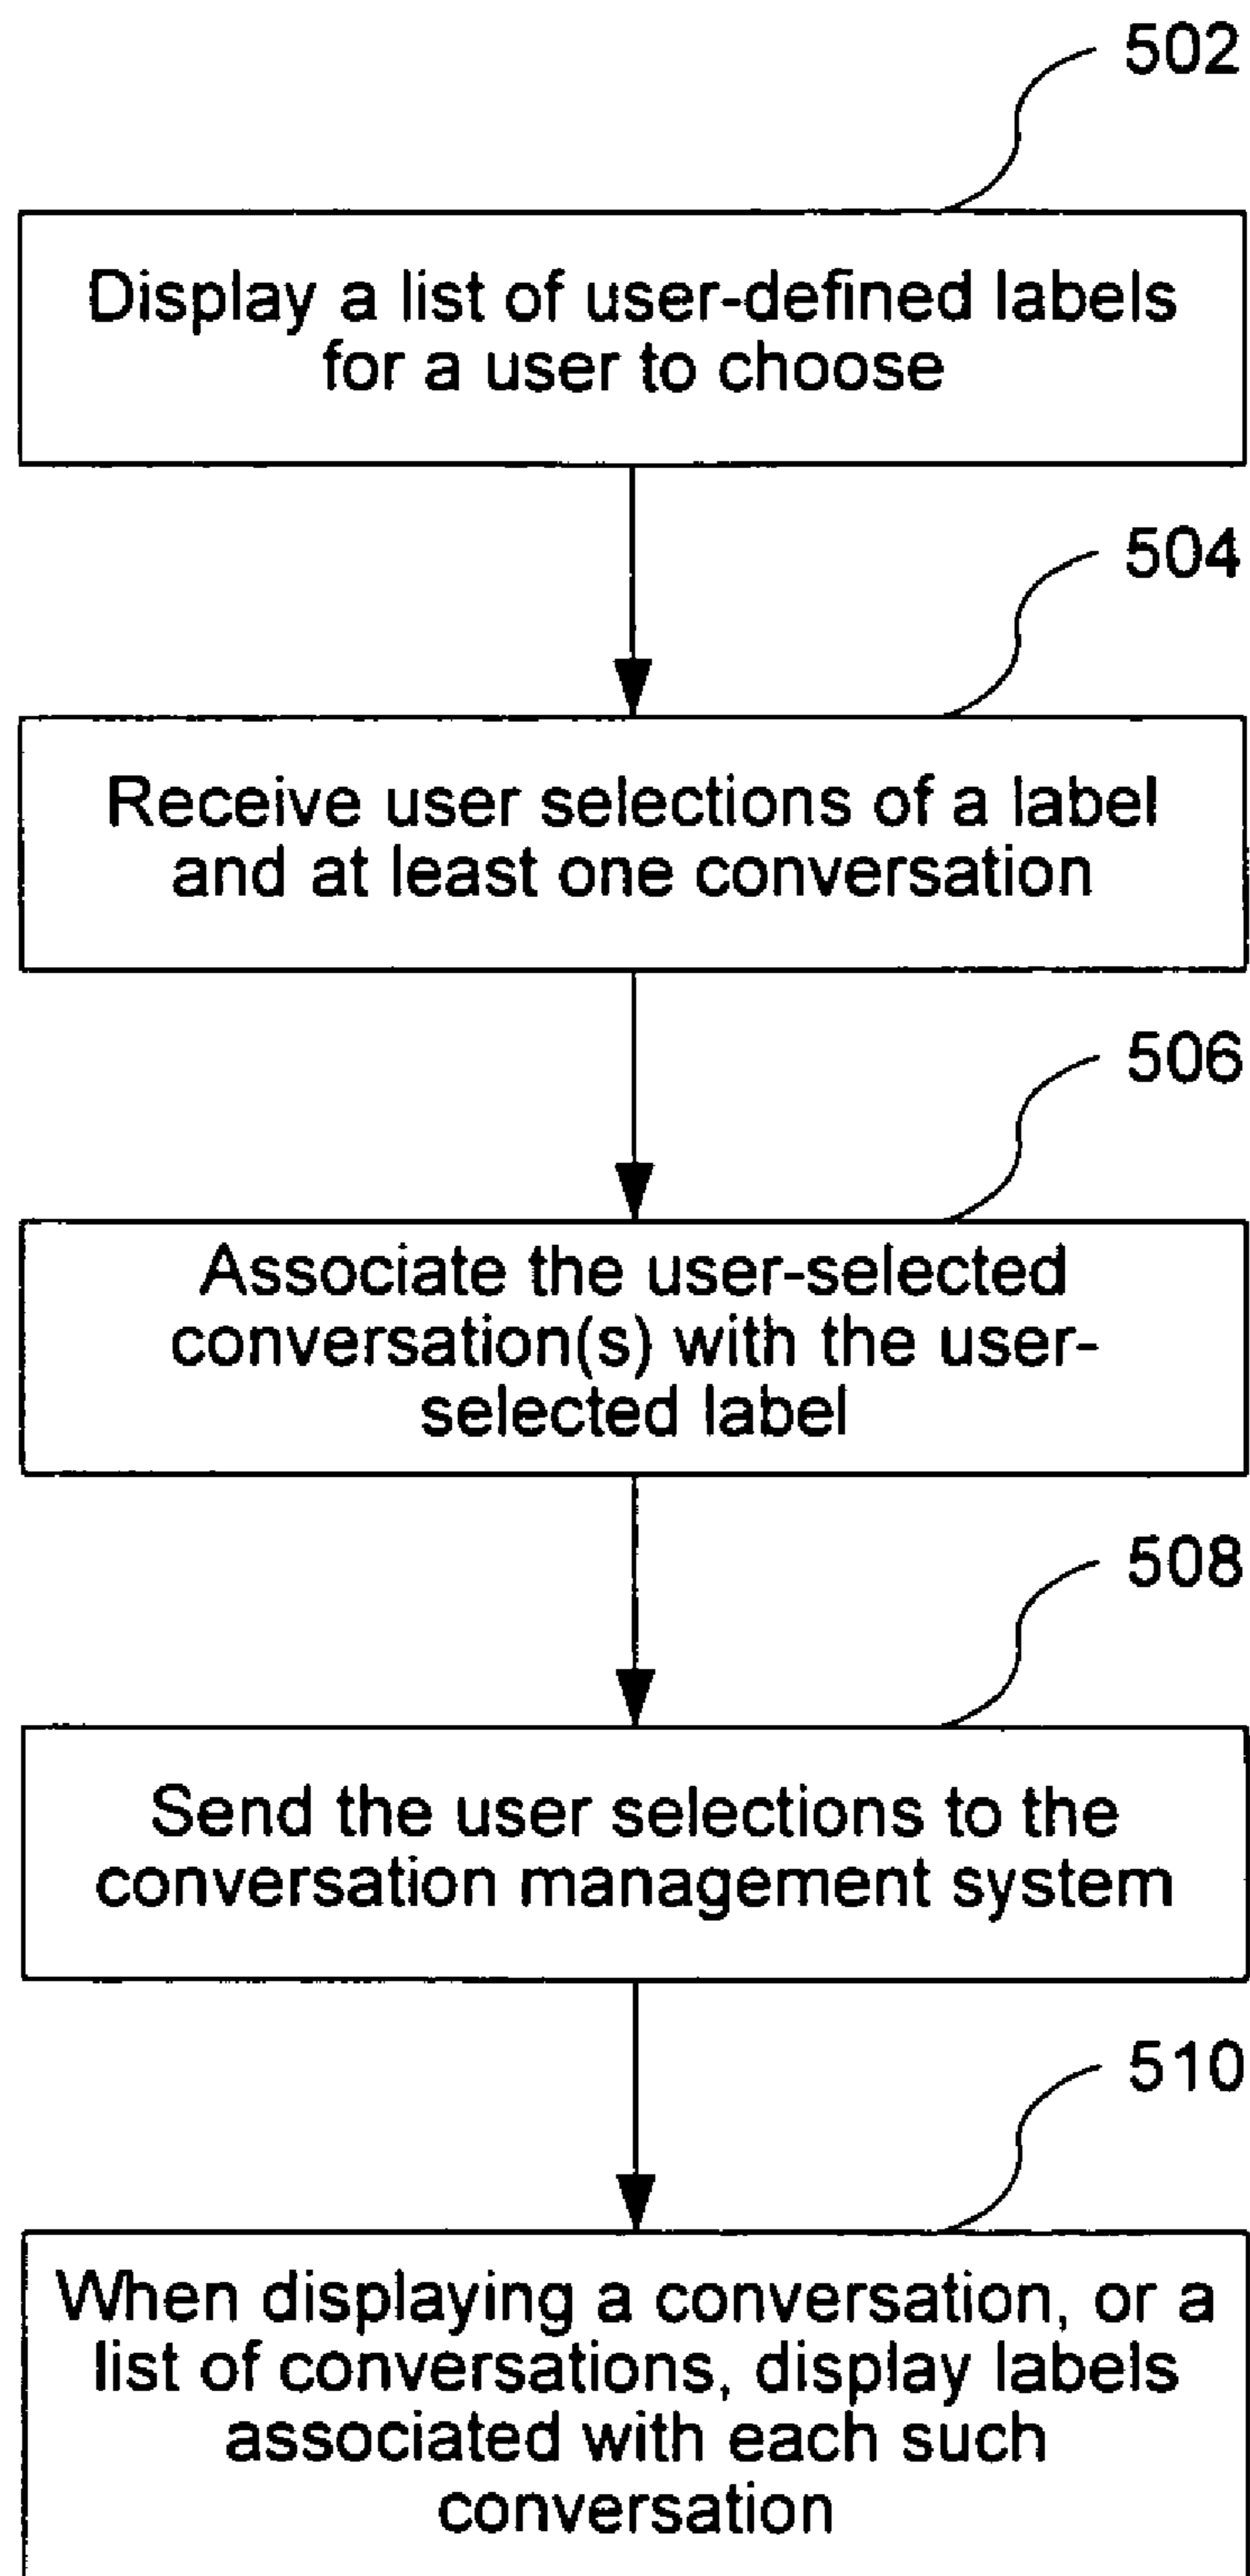 502
Display a list of user-defined labels
for a user to choose
504
Receive user selections of a label
and at least one conversation
506
Associate the user-selected
conversation(s) with the user-
selected label
508
Send the user selections to the
conversation management system
510
When displaying a conversation, or a
list of conversations, display labels
associated with each such
conversation